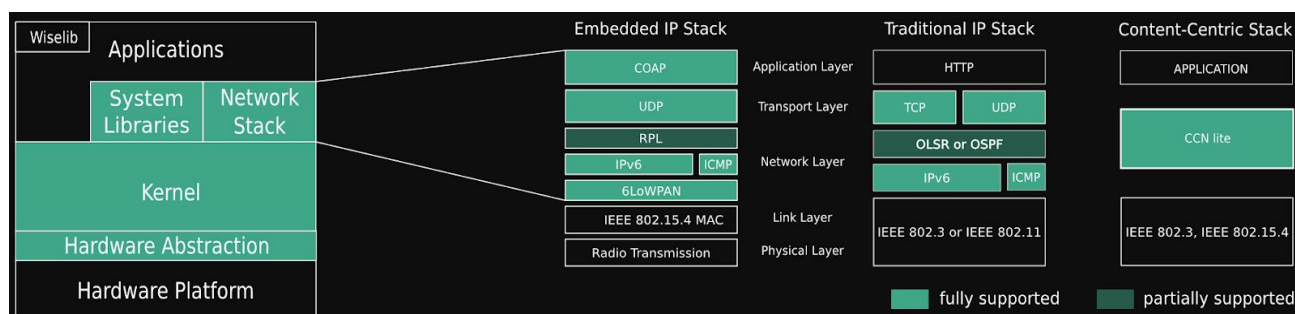 Wiselib
Applications
System
Libraries
Network
Stack
Kernel
Hardware Abstraction
Hardware Platform
Embedded IP Stack
COAP
UDP
RPL
IPv6
ICMP
6LoWPAN
IEEE 802.15.4 MAC
Radio Transmission
Application Layer
Transport Layer
Network Layer
Link Layer
Physical Layer
Traditional IP Stack
HTTP
TCP
UDP
OLSR or OSPF
IPv6
ICMP
IEEE 802.3 or IEEE 802.11
Content-Centric Stack
APPLICATION
CCN lite
IEEE 802.3, IEEE 802.15.4
fully supported
partially supported